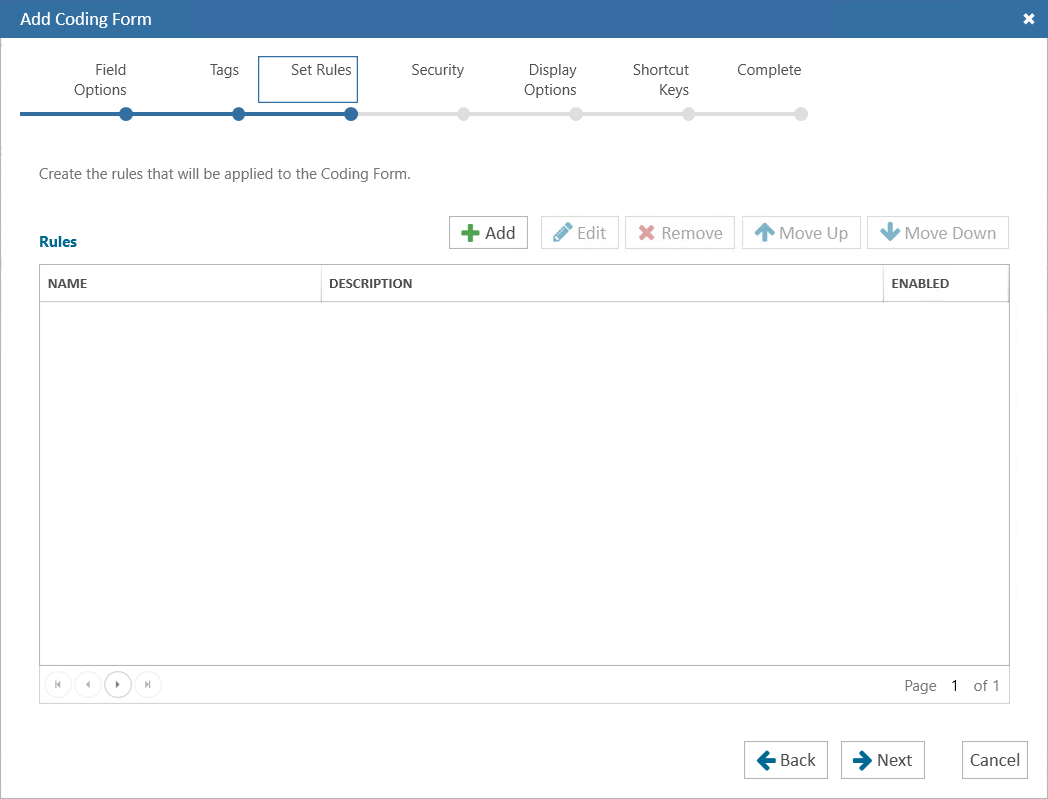 Add Coding Form
Field Options
Tags
Set Rules
Security
Display Options
Shortcut Keys
Complete
Create the rules that will be applied to the Coding Form.
Rules
Add
Edit
Remove
Move Up
Move Down
NAME
DESCRIPTION
ENABLED
Page 1 of 1
Back
Next
Cancel